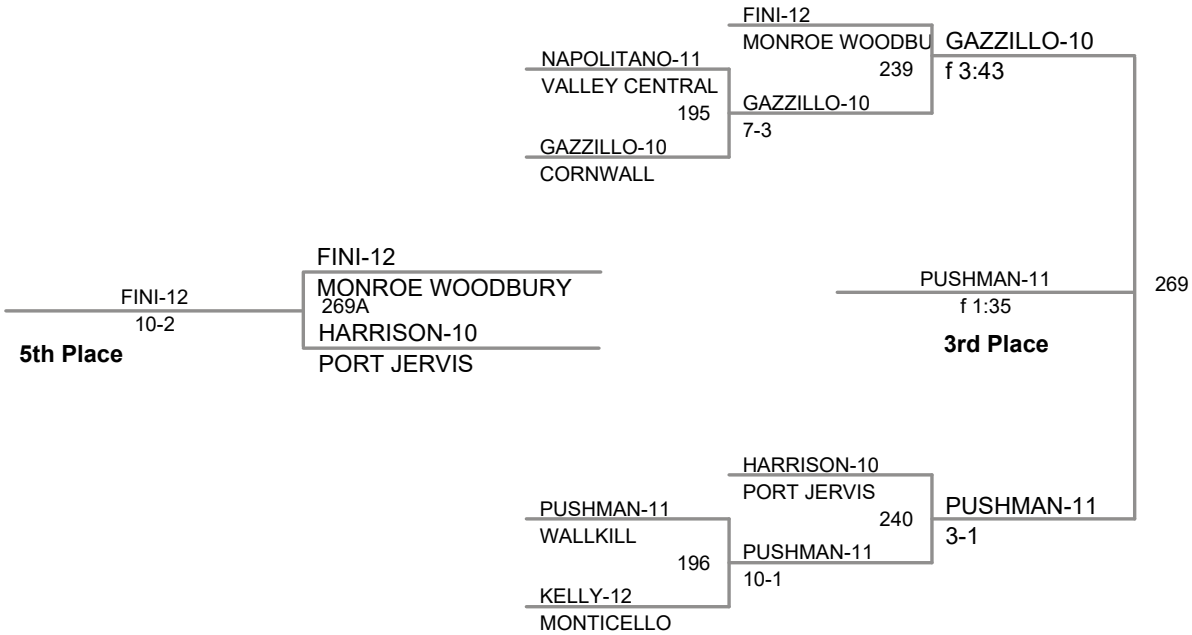 FINI-12
MONROE WOODBU
239
GAZZILLO-10
f 3:43
NAPOLITANO-11
VALLEY CENTRAL
195
GAZZILLO-10
7-3
GAZZILLO-10
CORNWALL
FINI-12
MONROE WOODBURY
269A
HARRISON-10
PORT JERVIS
FINI-12
10-2
5th Place
PUSHMAN-11
f 1:35
3rd Place
269
HARRISON-10
PORT JERVIS
240
PUSHMAN-11
3-1
PUSHMAN-11
WALLKILL
196
PUSHMAN-11
10-1
KELLY-12
MONTICELLO